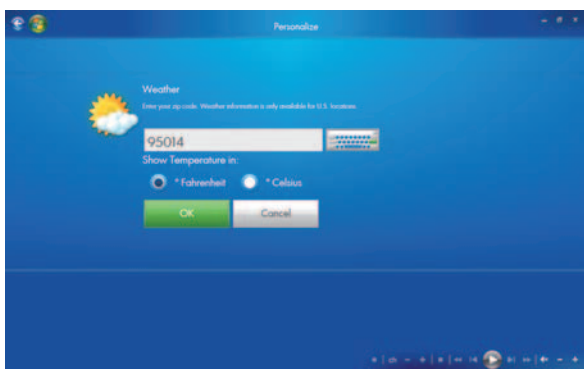 Personalize
Weather
Enter your zip code. Weather information is only available for U.S. locations.
95014
Show Temperature in:
° Fahrenheit ° Celsius
OK Cancel